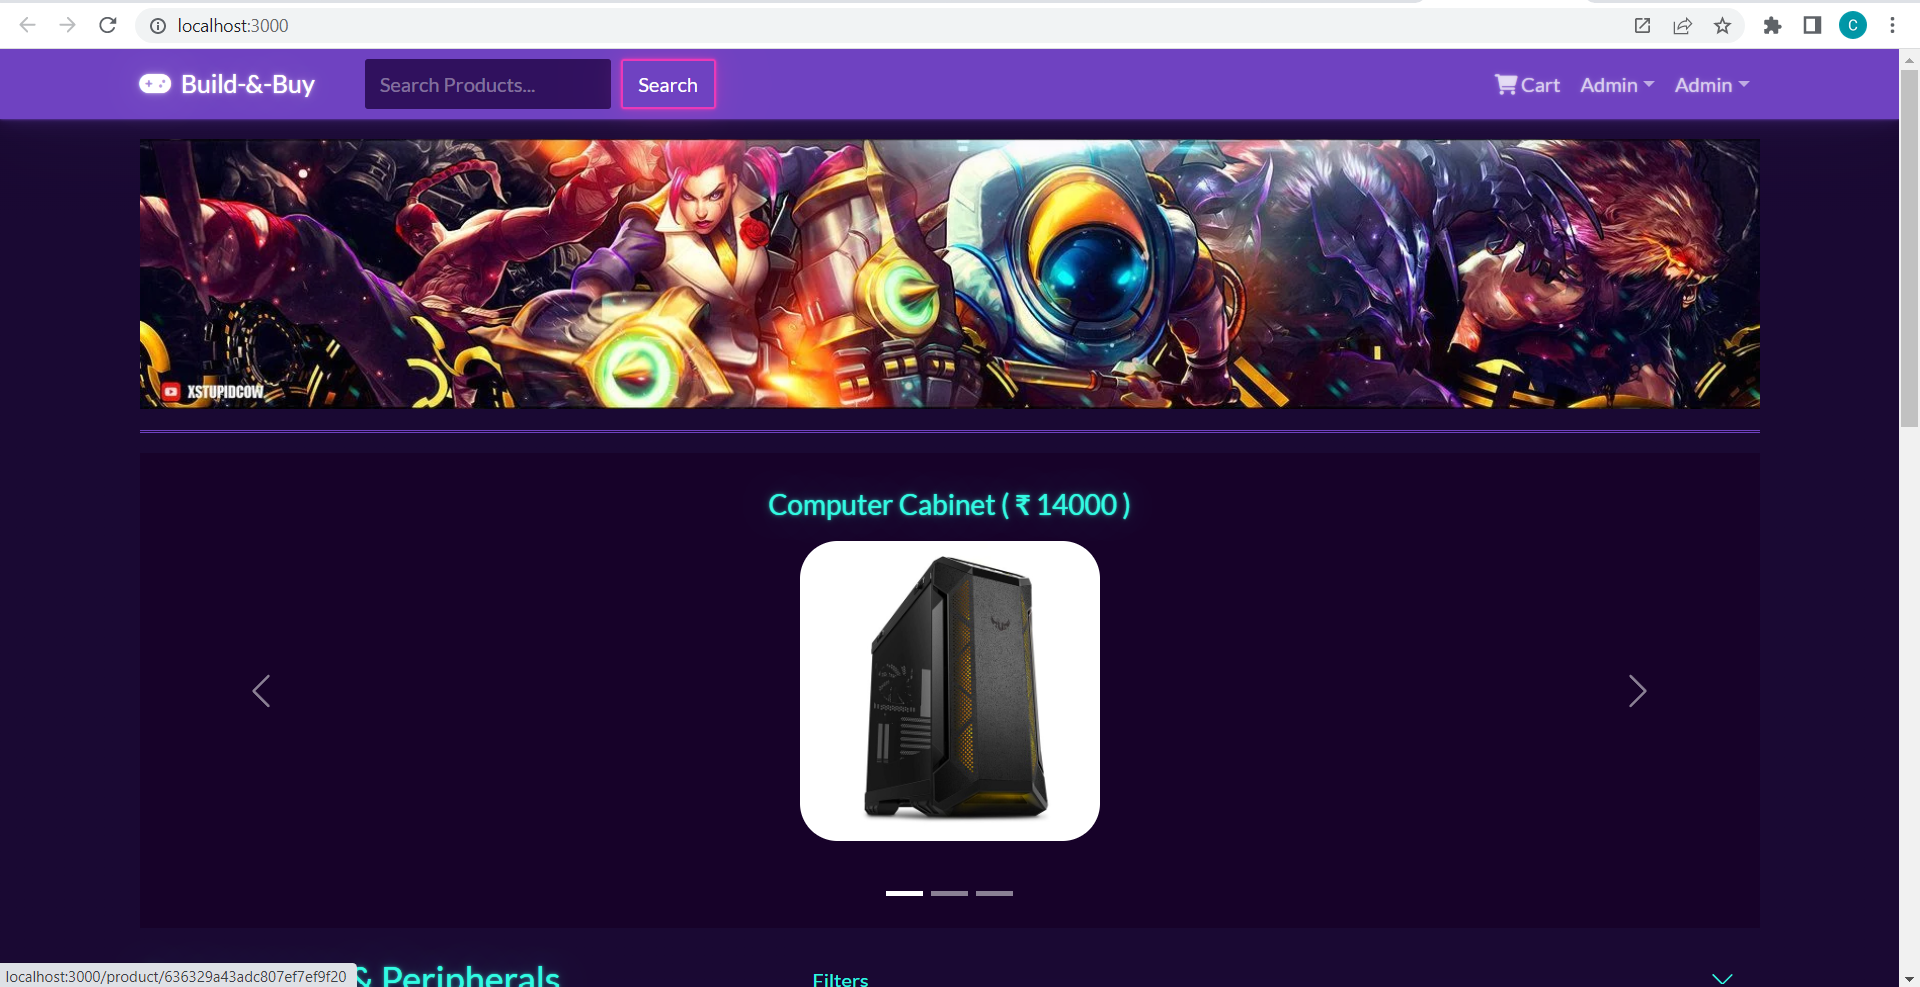 localhost:3000
C
Build-&-Buy
Search Products...
Search
Cart
Admin
Admin
XSTUPIDCOW
Computer Cabinet ( ₹ 14000 )
& Peripherals
Filters
localhost:3000/product/636329a43adc807ef7ef9f20